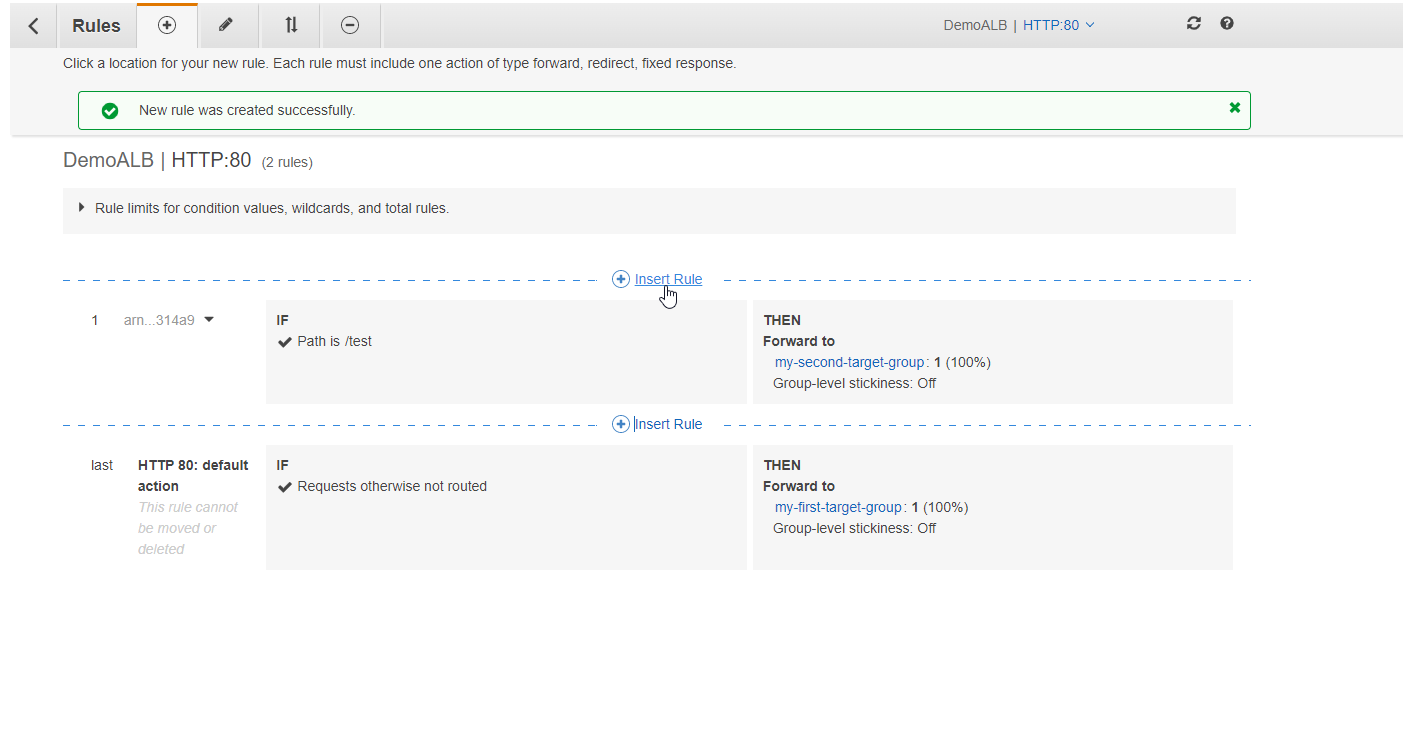 Rules
DemoALB | HTTP:80
Click a location for your new rule. Each rule must include one action of type forward, redirect, fixed response.
New rule was created successfully.
DemoALB | HTTP:80 (2 rules)
Rule limits for condition values, wildcards, and total rules.
Insert Rule
1 arn...314a9
IF
Path is /test
THEN
Forward to
my-second-target-group: 1 (100%)
Group-level stickiness: Off
Insert Rule
last
HTTP 80: default
action
This rule cannot
be moved or
deleted
IF
Requests otherwise not routed
THEN
Forward to
my-first-target-group: 1 (100%)
Group-level stickiness: Off